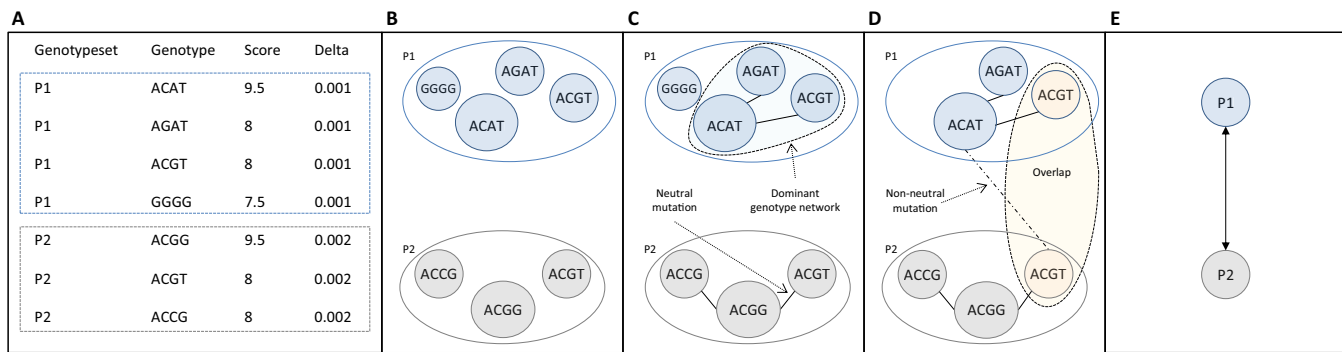 A
Genotypeset Genotype Score Delta
P1 ACAT 9.5 0.001
P1 AGAT 8 0.001
P1 ACGT 8 0.001
P1 GGGG 7.5 0.001
P2 ACGG 9.5 0.002
P2 ACGT 8 0.002
P2 ACCG 8 0.002
B
P1
GGGG
AGAT
ACGT
ACAT
P2
ACCG
ACGT
ACGG
C
P1
GGGG
AGAT
ACGT
ACAT
Neutral
mutation
Dominant
genotype network
P2
ACCG
ACGT
ACGG
D
P1
AGAT
ACGT
ACAT
Overlap
Non-neutral
mutation
P2
ACCG
ACGT
ACGG
E
P1
P2